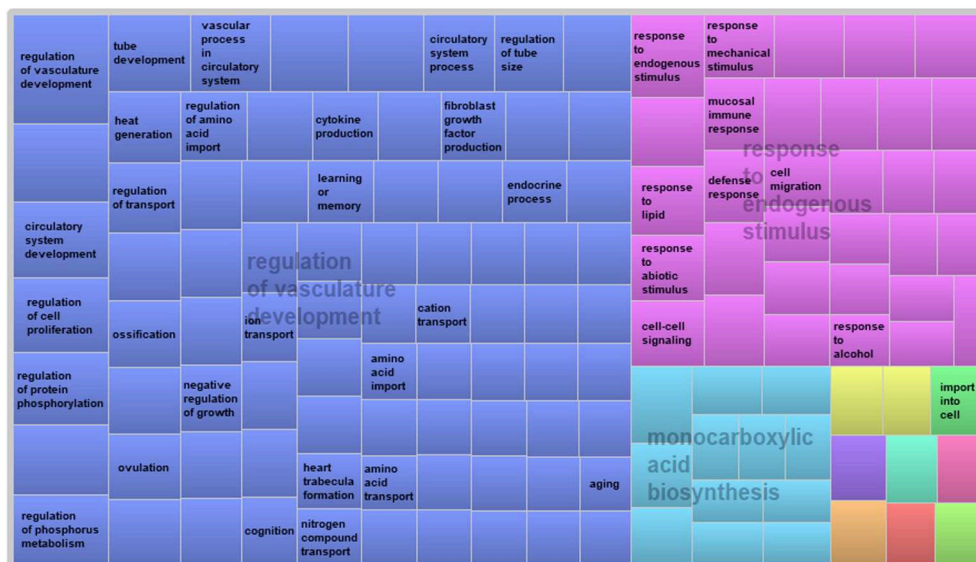 regulation
of vasculature
development
tube
development
vascular
process
in
circulatory
system
circulatory
system
process
regulation
of tube
size
heat
generation
regulation
of amino
acid
import
cytokine
production
fibroblast
growth
factor
production
regulation
of transport
learning
or
memory
endocrine
process
circulatory
system
development
regulation
of vasculature
development
regulation
of cell
proliferation
ossification
ion
transport
cation
transport
regulation
of protein
phosphorylation
negative
regulation
of growth
amino
acid
import
ovulation
heart
trabecula
formation
amino
acid
transport
aging
regulation
of phosphorus
metabolism
cognition
nitrogen
compound
transport
response
to
endogenous
stimulus
response
to
mechanical
stimulus
mucosal
immune
response
response
to
endogenous
stimulus
response
to
lipid
defense
response
cell
migration
response
to
abiotic
stimulus
cell-cell
signaling
response
to
alcohol
monocarboxylic
acid
biosynthesis
import
into
cell